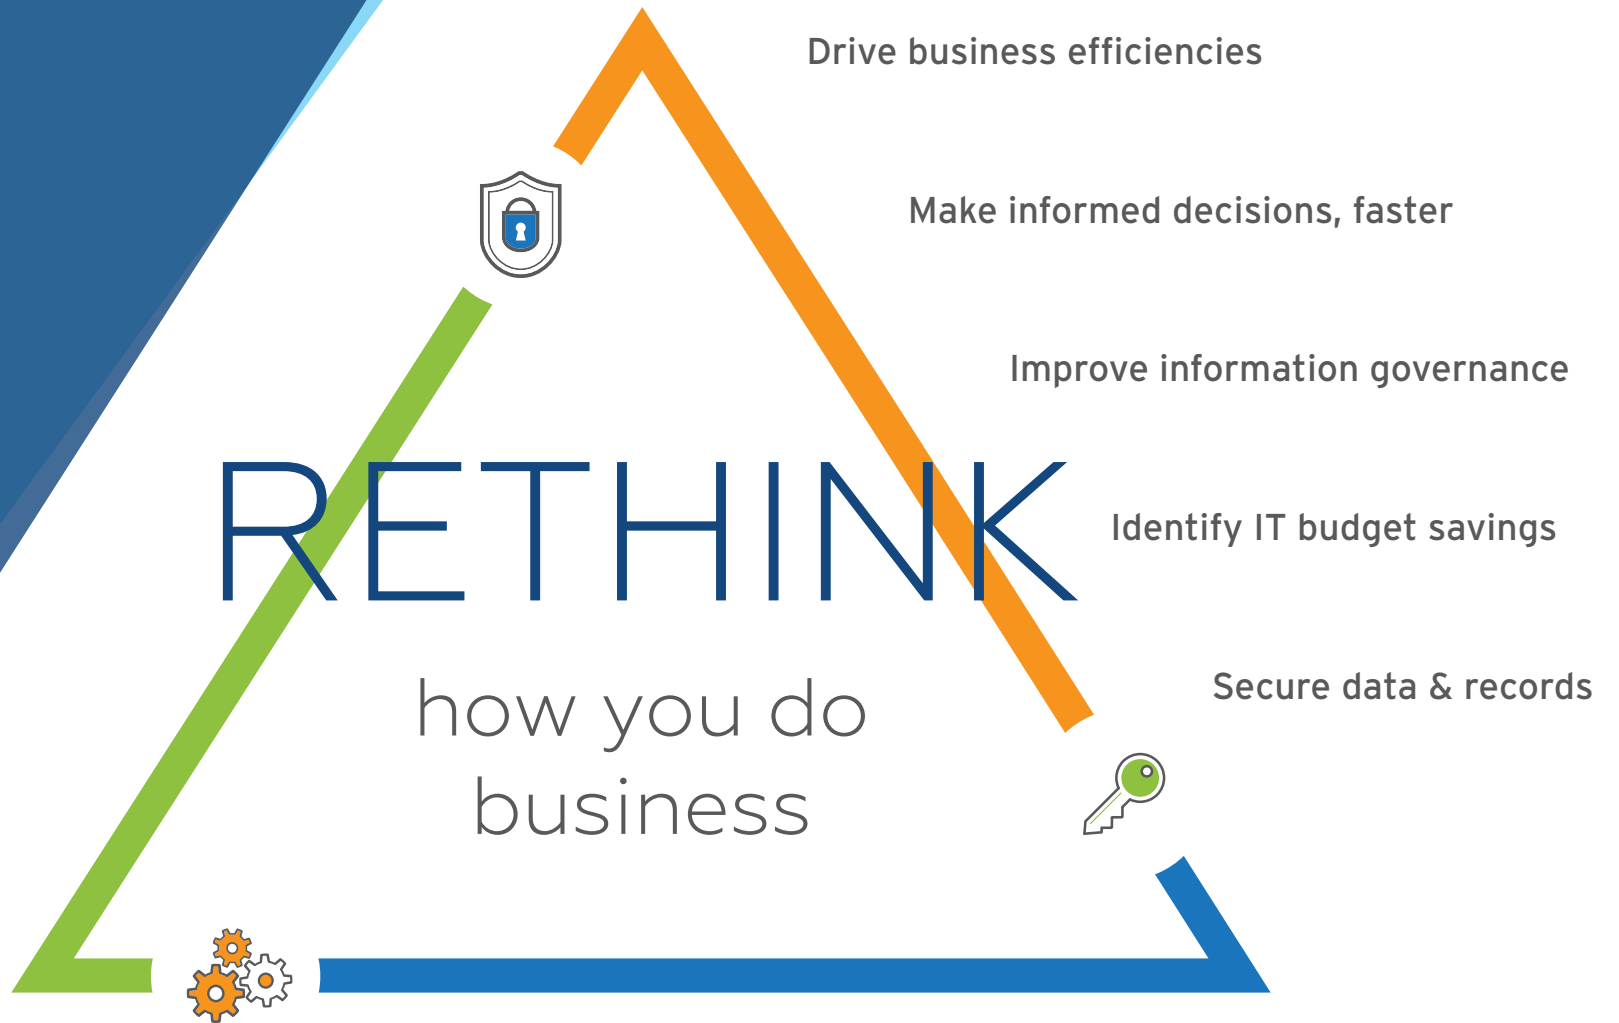 Drive business efficiencies
Make informed decisions, faster
Improve information governance
RETHINK
Identify IT budget savings
how you do
business
Secure data & records